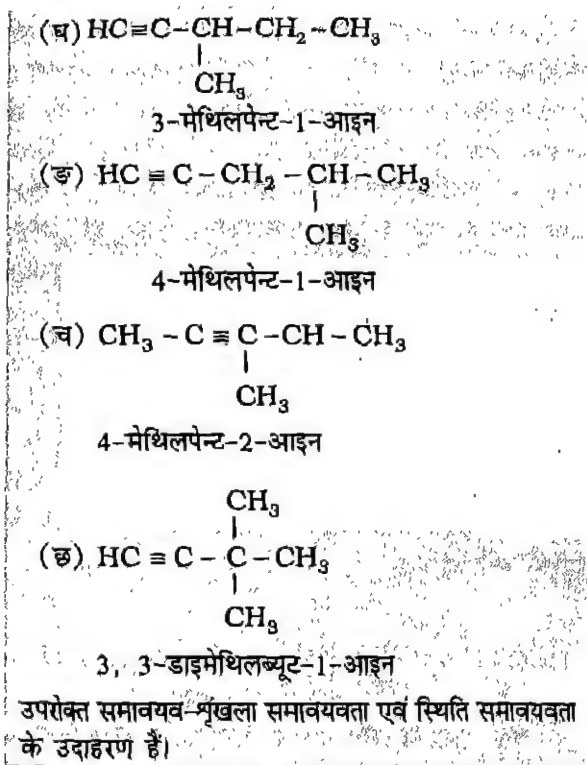 (घ) HC≡C-CH-CH₂-CH₃
|
CH₃
3-मेथिलपेन्ट-1-आइन
(ङ) HC ≡ C - CH₂ - CH - CH₃
|
CH₃
4-मेथिलपेन्ट-1-आइन
(च) CH₃ - C ≡ C - CH - CH₃
|
CH₃
4-मेथिलपेन्ट-2-आइन
CH₃
|
(छ) HC ≡ C - C - CH₃
|
CH₃
3, 3-डाइमेथिलब्यूट-1-आइन
उपरोक्त समावयव-शृंखला समावयवता एवं स्थिति समावयवता
के उदाहरण हैं।